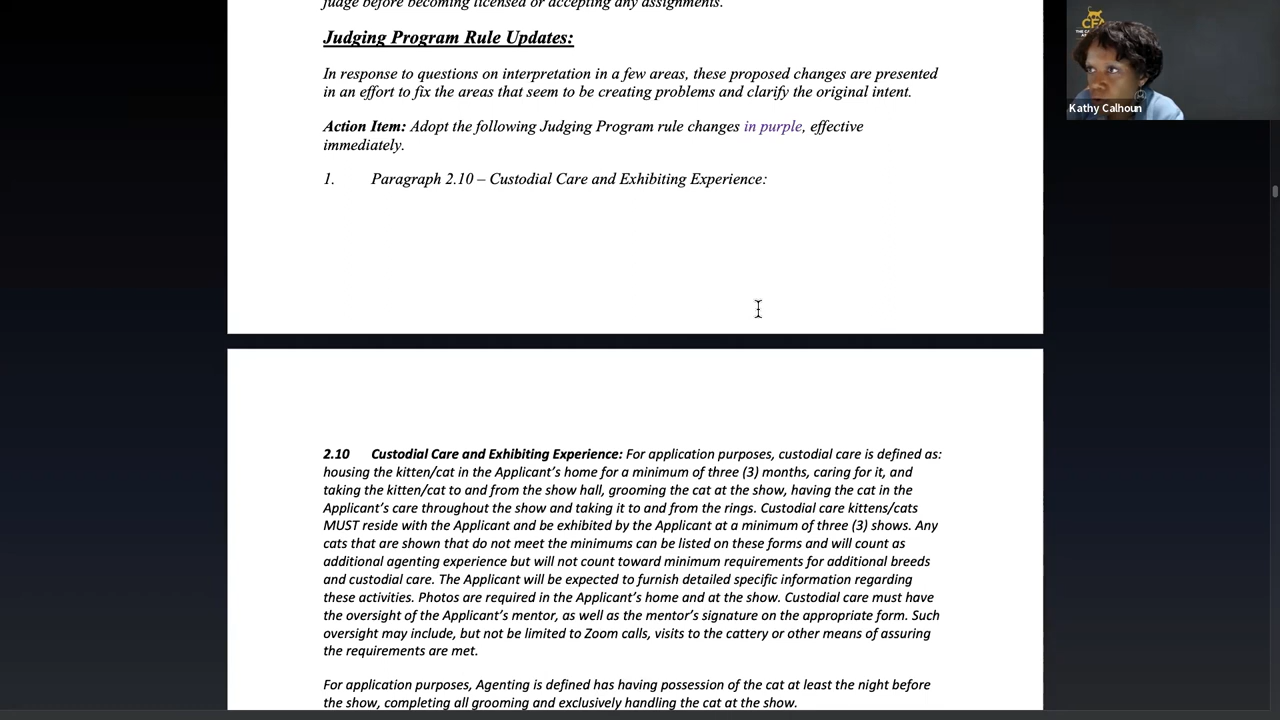 judge before becoming licensed or accepting any assignments.
Judging Program Rule Updates:
In response to questions on interpretation in a few areas, these proposed changes are presented
in an effort to fix the areas that seem to be creating problems and clarify the original intent.
Action Item: Adopt the following Judging Program rule changes in purple, effective
immediately.
1. Paragraph 2.10 – Custodial Care and Exhibiting Experience:
2.10 Custodial Care and Exhibiting Experience: For application purposes, custodial care is defined as:
housing the kitten/cat in the Applicant's home for a minimum of three (3) months, caring for it, and
taking the kitten/cat to and from the show hall, grooming the cat at the show, having the cat in the
Applicant's care throughout the show and taking it to and from the rings. Custodial care kittens/cats
MUST reside with the Applicant and be exhibited by the Applicant at a minimum of three (3) shows. Any
cats that are shown that do not meet the minimums can be listed on these forms and will count as
additional agenting experience but will not count toward minimum requirements for additional breeds
and custodial care. The Applicant will be expected to furnish detailed specific information regarding
these activities. Photos are required in the Applicant's home and at the show. Custodial care must have
the oversight of the Applicant's mentor, as well as the mentor's signature on the appropriate form. Such
oversight may include, but not be limited to Zoom calls, visits to the cattery or other means of assuring
the requirements are met.
For application purposes, Agenting is defined has having possession of the cat at least the night before
the show, completing all grooming and exclusively handling the cat at the show.
CFA
Kathy Calhoun